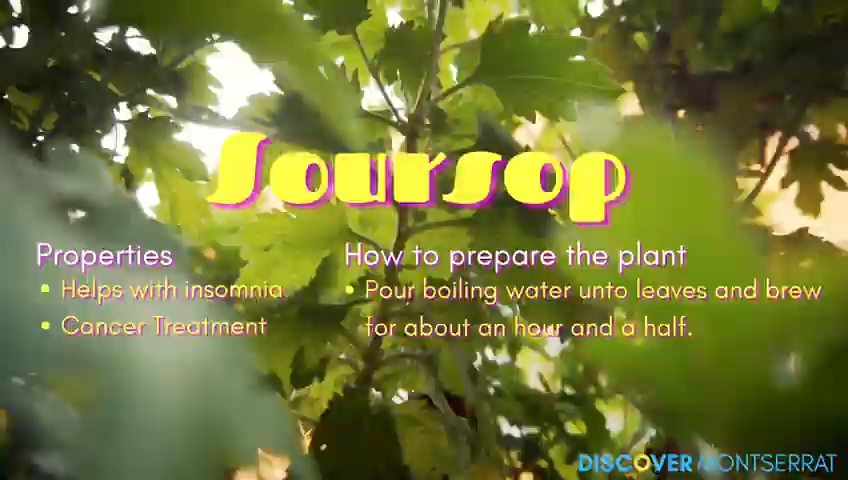 Soursop
Properties
• Helps with insomnia
• Cancer Treatment
How to prepare the plant
• Pour boiling water unto leaves and brew
for about an hour and a half.
DISCOVER MONTSERRAT